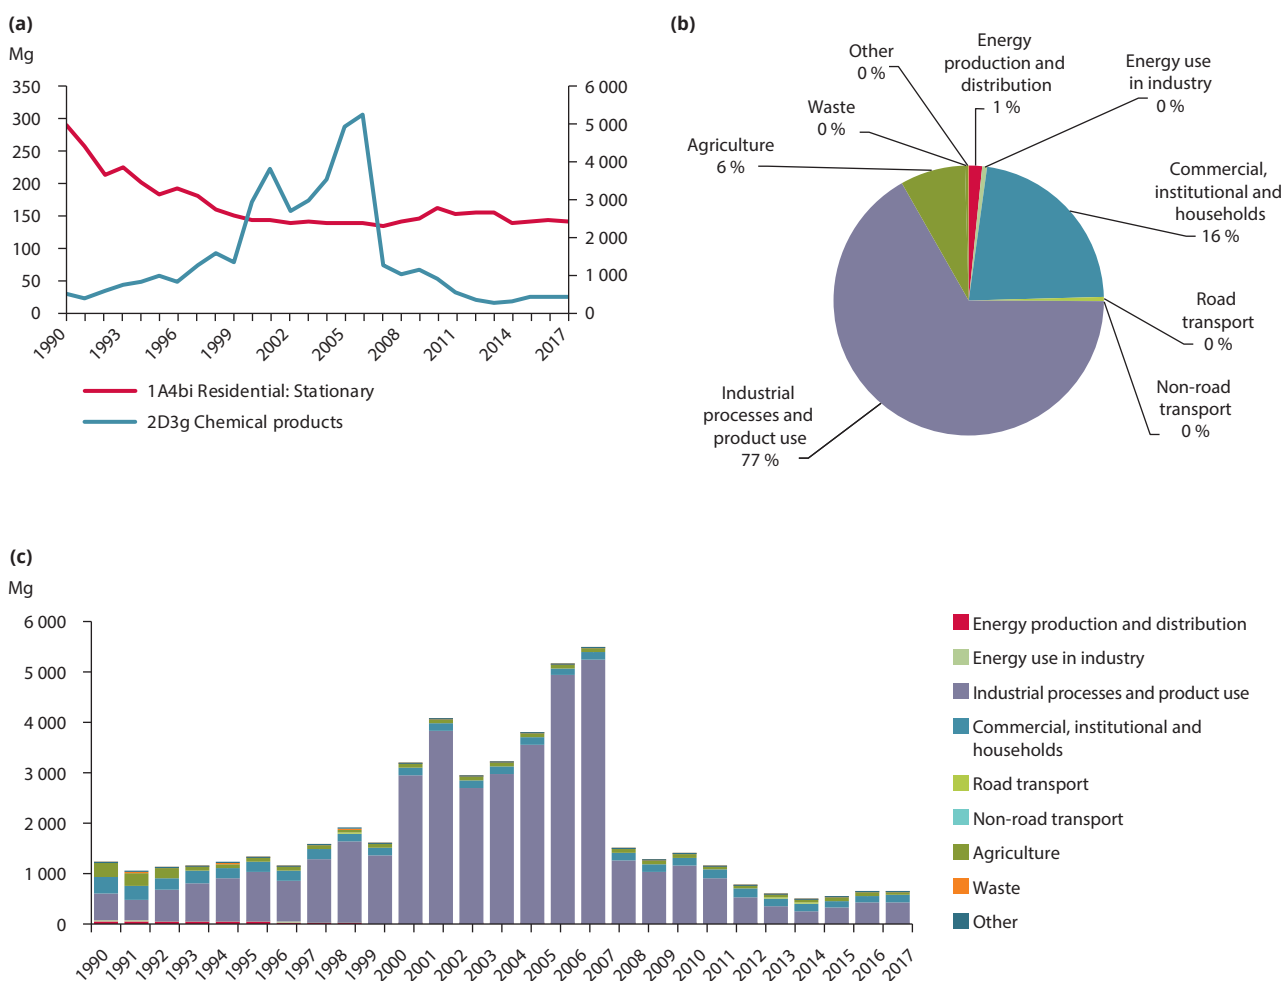 (a)
Mg
350
300
250
200
150
100
50
0
6 000
5 000
4 000
3 000
2 000
1 000
0
1990
1993
1996
1999
2002
2005
2008
2011
2014
2017
1A4bi Residential: Stationary
2D3g Chemical products
(b)
Other
0 %
Energy
production and
distribution
1 %
Energy use
in industry
0 %
Waste
0 %
Agriculture
6 %
Commercial,
institutional and
households
16 %
Road
transport
0 %
Non-road
transport
0 %
Industrial
processes and
product use
77 %
(c)
Mg
6 000
5 000
4 000
3 000
2 000
1 000
0
1990
1991
1992
1993
1994
1995
1996
1997
1998
1999
2000
2001
2002
2003
2004
2005
2006
2007
2008
2009
2010
2011
2012
2013
2014
2015
2016
2017
Energy production and distribution
Energy use in industry
Industrial processes and product use
Commercial, institutional and
households
Road transport
Non-road transport
Agriculture
Waste
Other